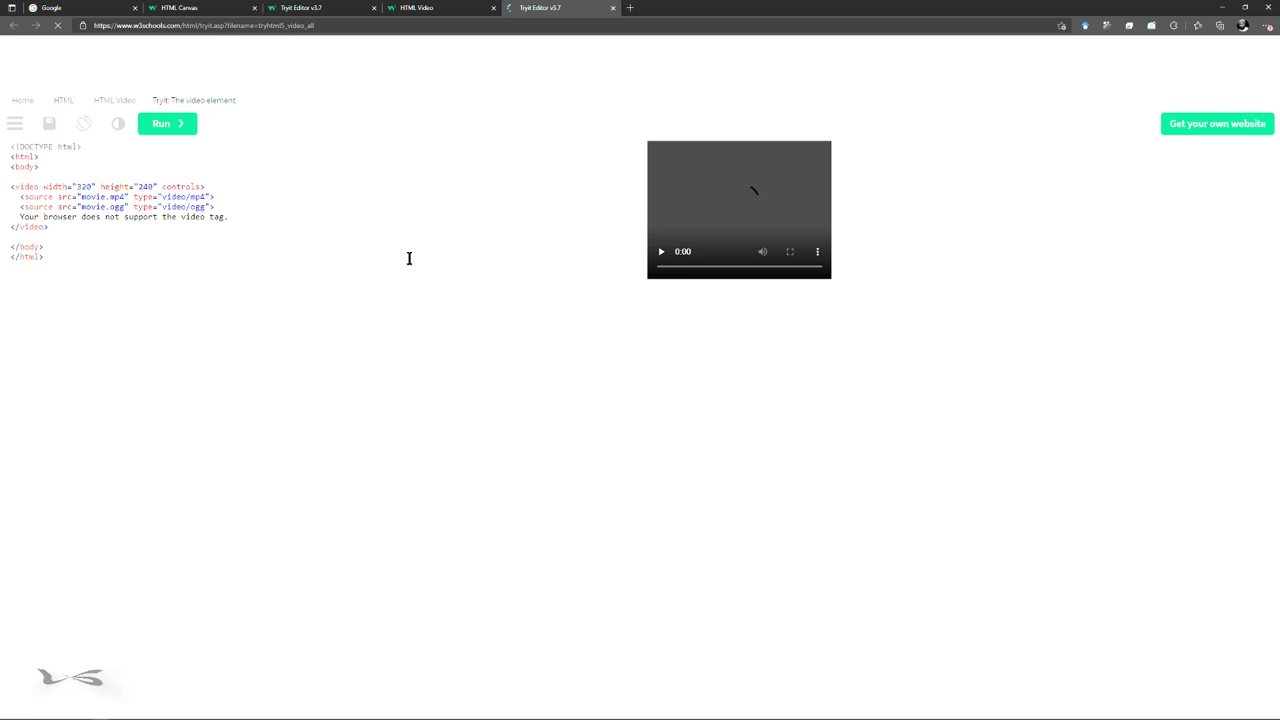 Google
HTML Canvas
Tryit Editor v3.7
HTML Video
Tryit Editor v3.7
https://www.w3schools.com/html/tryit.asp?filename=tryhtml5_video_all
Home HTML HTML Video Tryit: The video element
Run ❯
Get your own website
<!DOCTYPE html>
<html>
<body>
<video width="320" height="240" controls>
<source src="movie.mp4" type="video/mp4">
<source src="movie.ogg" type="video/ogg">
Your browser does not support the video tag.
</video>
</body>
</html>
0:00